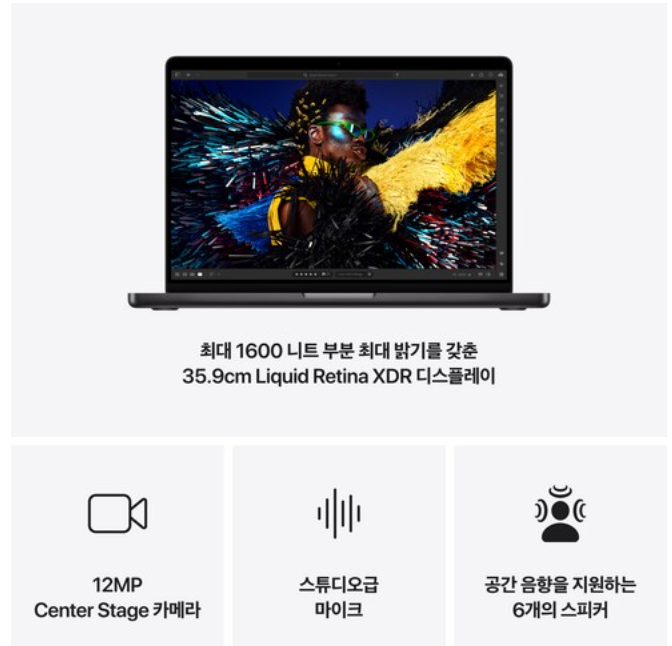 최대 1600 니트 부분 최대 밝기를 갖춘
35.9cm Liquid Retina XDR 디스플레이
12MP
Center Stage 카메라
스튜디오급
마이크
공간 음향을 지원하는
6개의 스피커